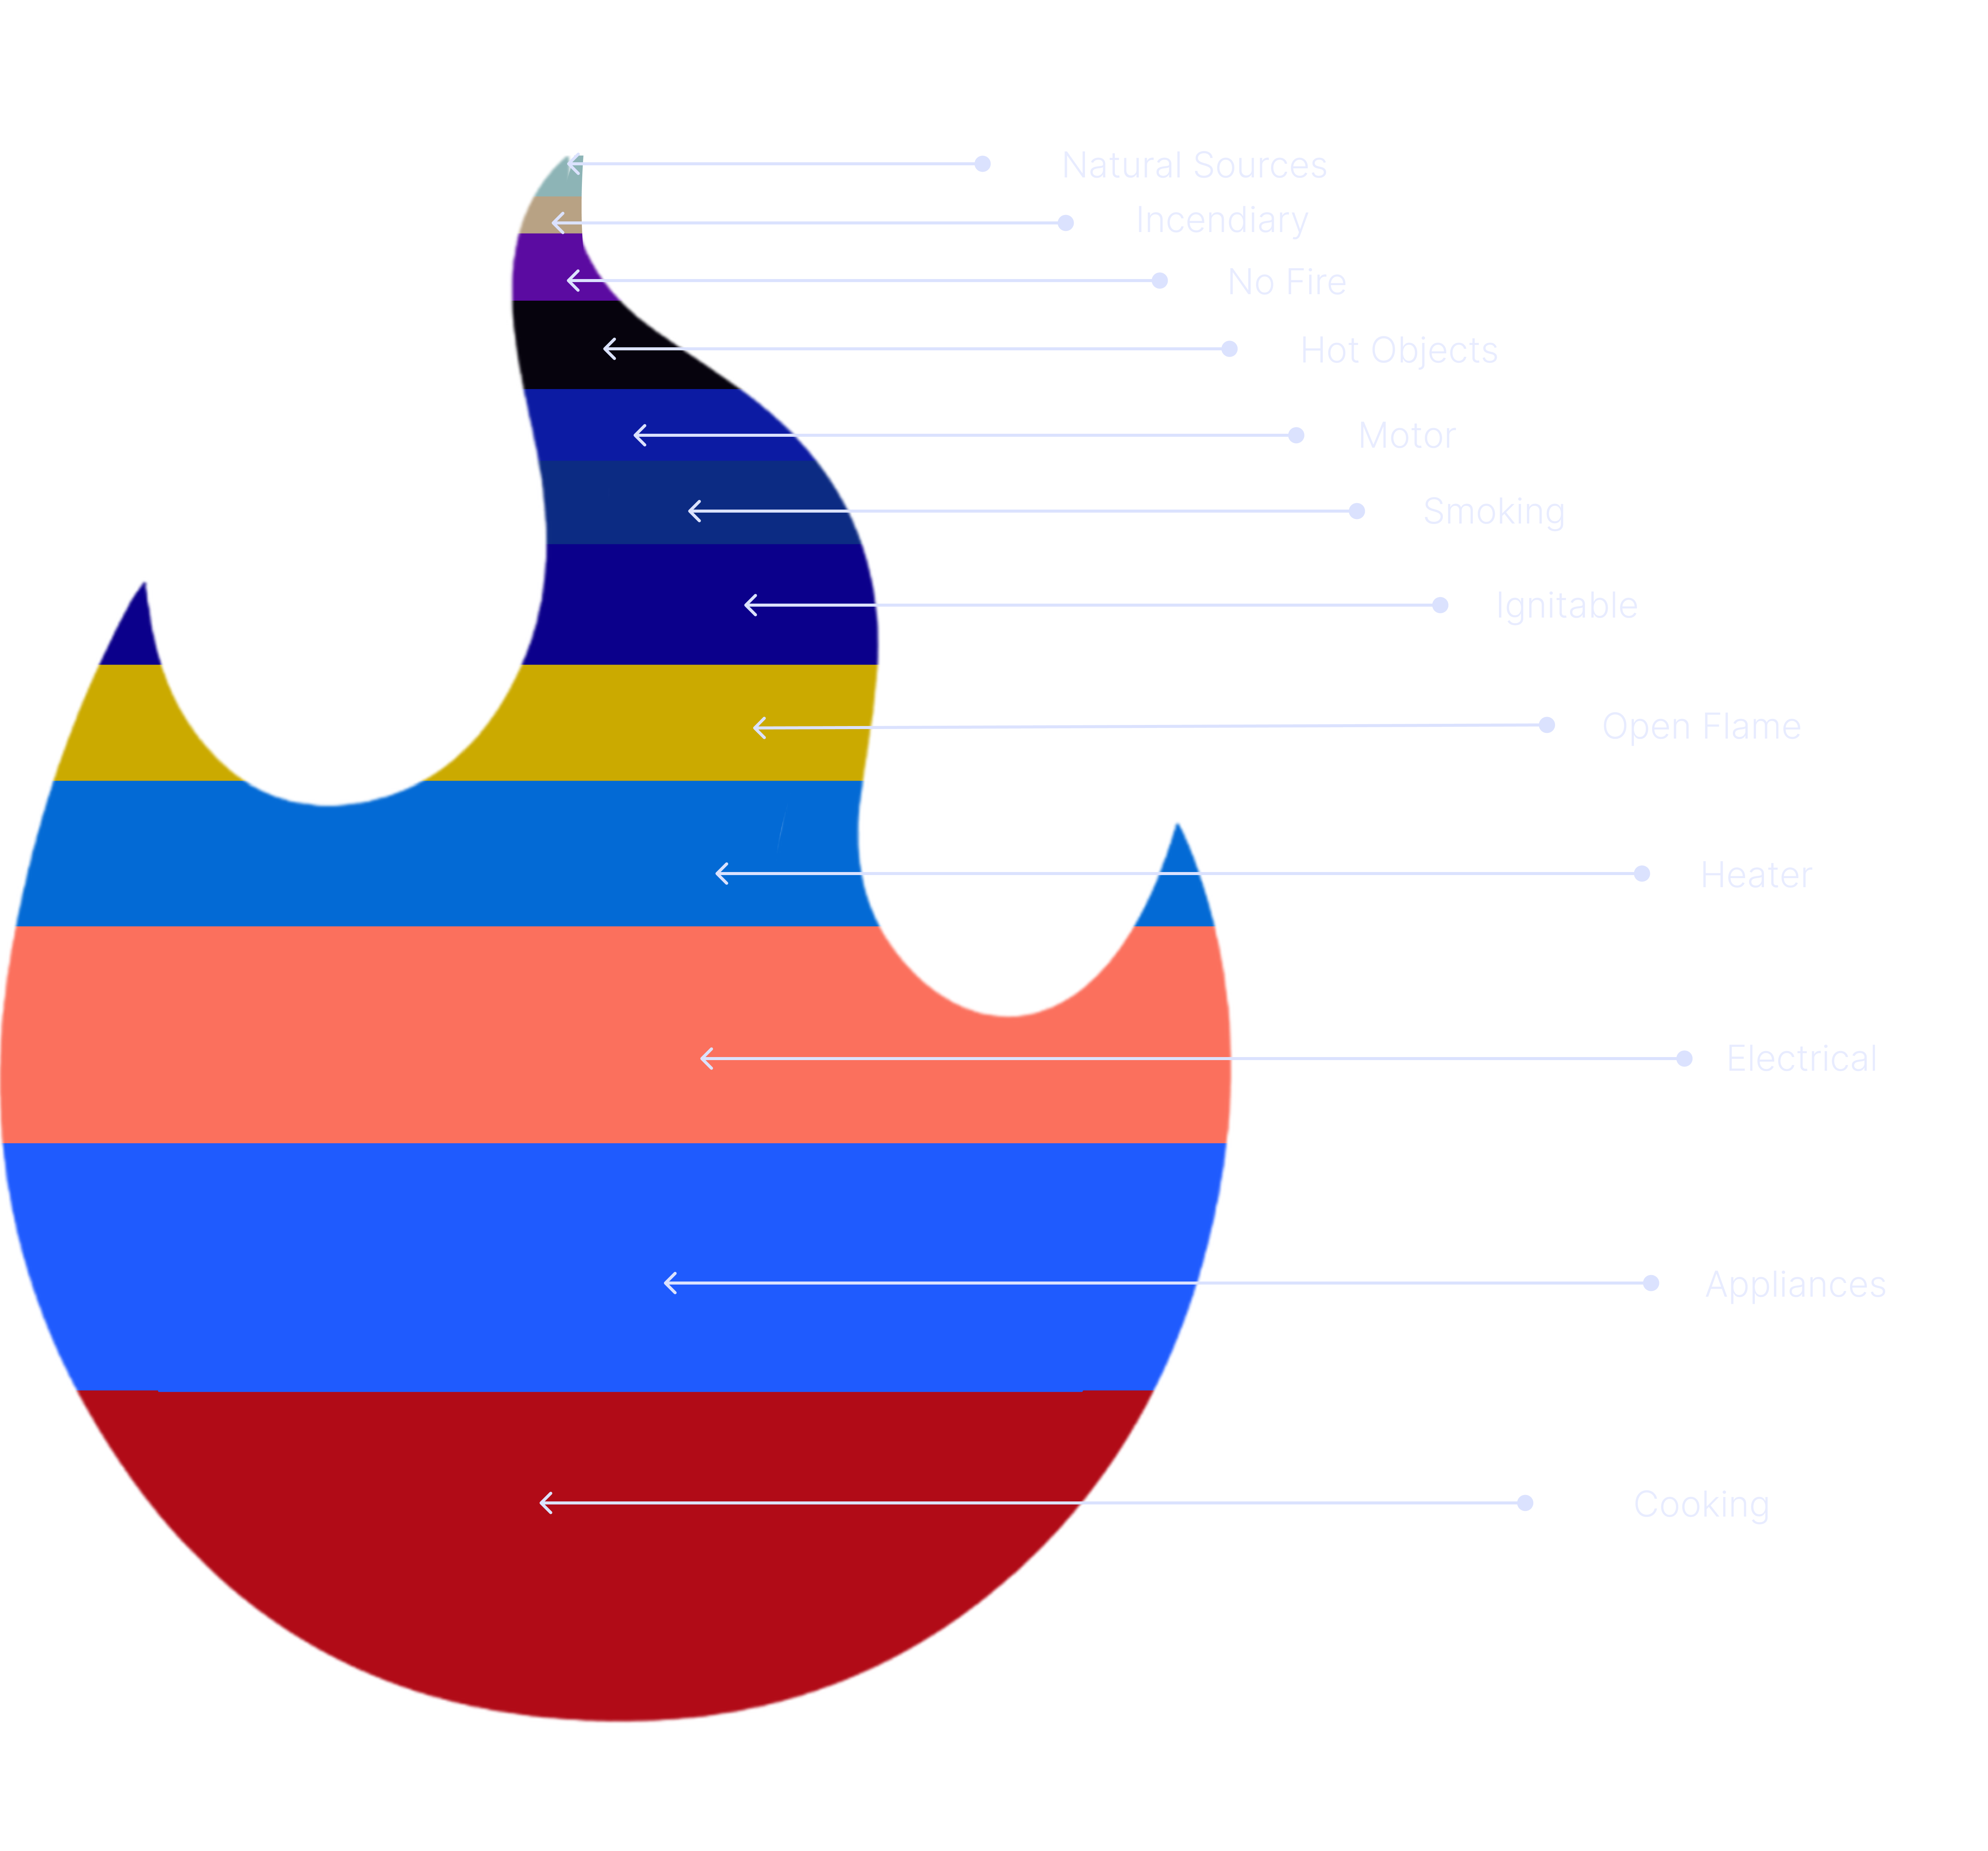 Natural Sources
Incendiary
No Fire
Hot Objects
Motor
Smoking
Ignitable
Open Flame
Heater
Electrical
Appliances
Cooking